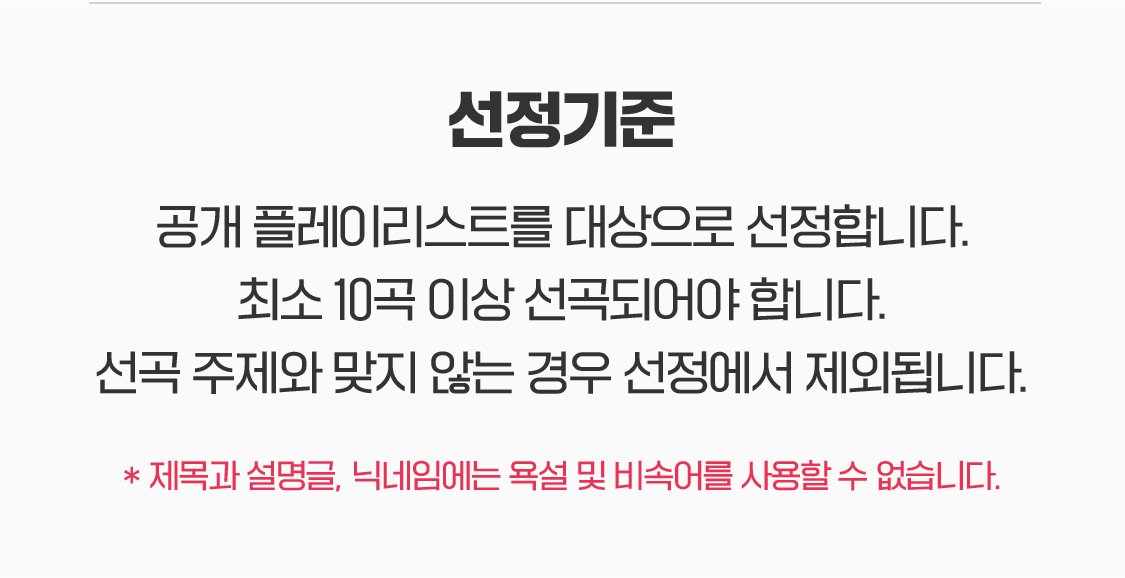 선정기준
공개 플레이리스트를 대상으로 선정합니다.
최소 10곡 이상 선곡되어야 합니다.
선곡 주제와 맞지 않는 경우 선정에서 제외됩니다.
* 제목과 설명글, 닉네임에는 욕설 및 비속어를 사용할 수 없습니다.